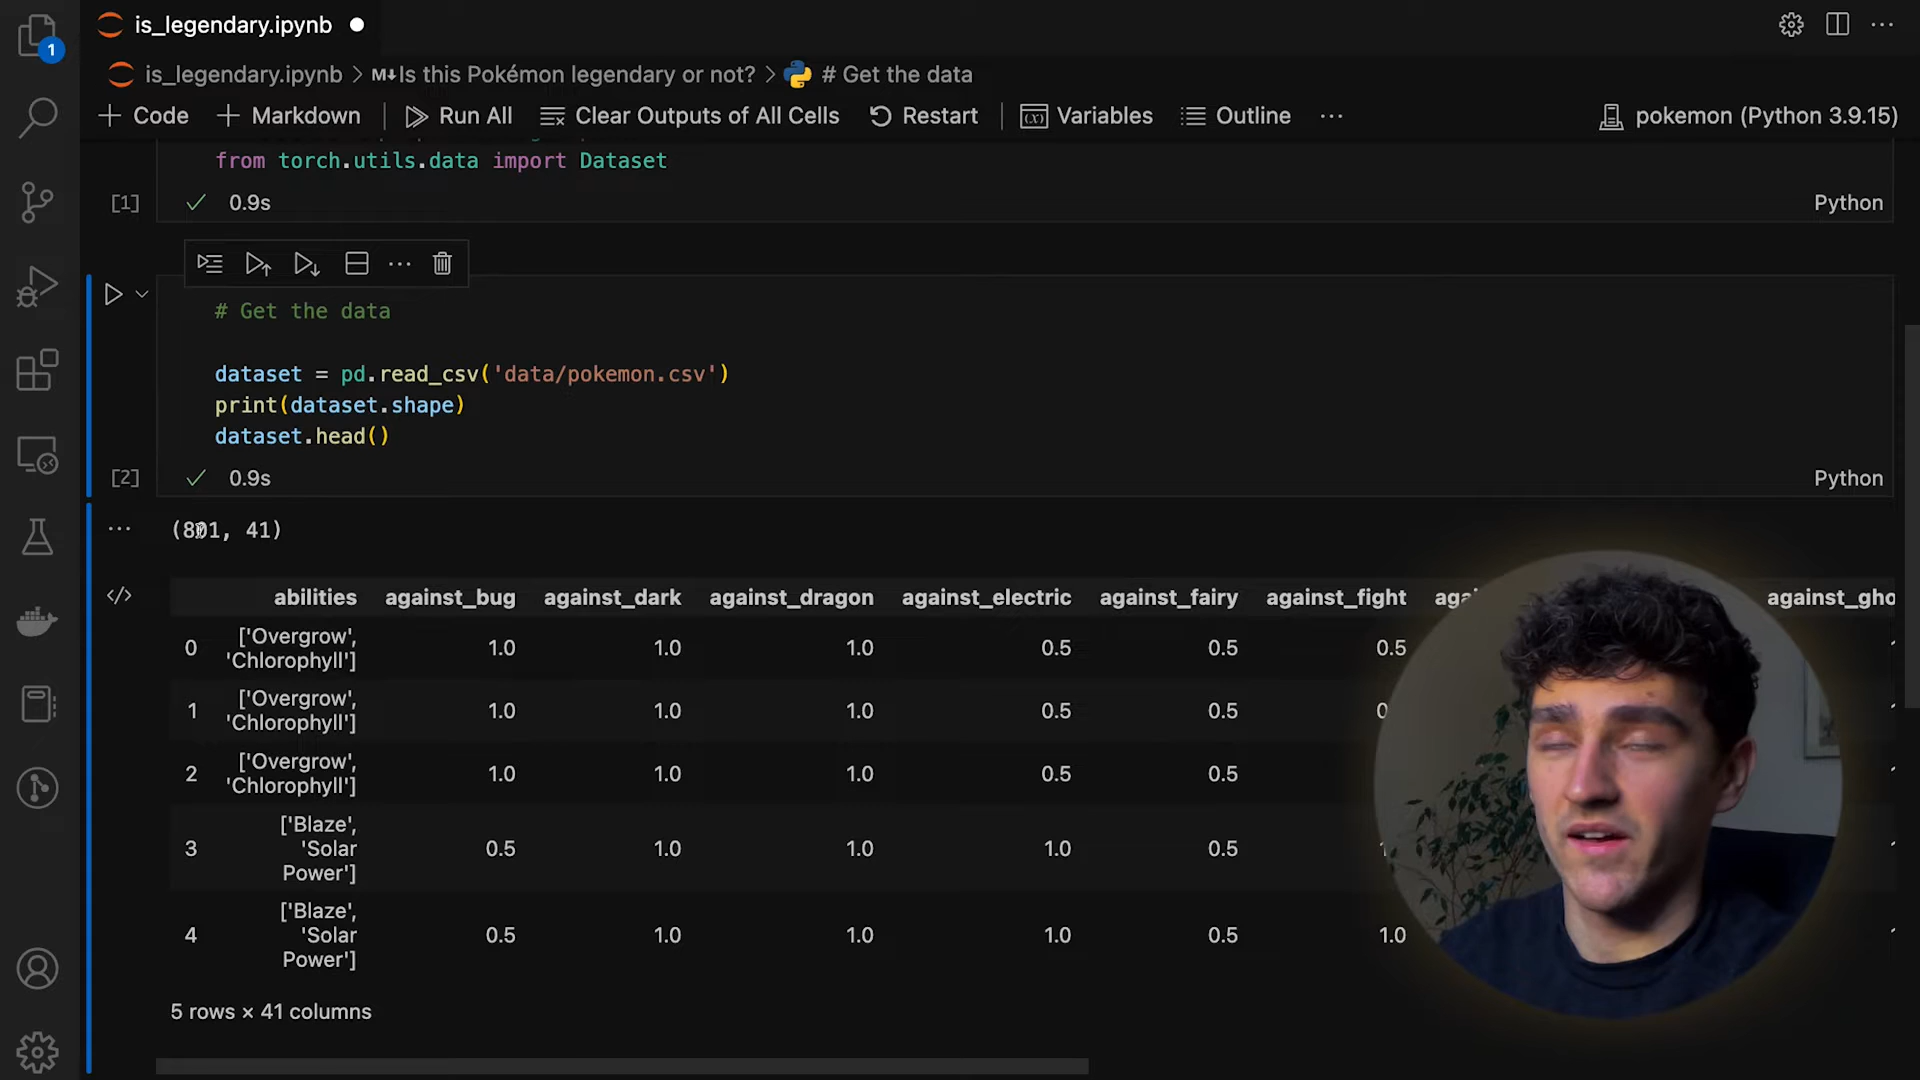 is_legendary.ipynb
1
is_legendary.ipynb > M↓Is this Pokémon legendary or not? > # Get the data
+ Code + Markdown Run All Clear Outputs of All Cells Restart Variables Outline ... pokemon (Python 3.9.15)
from torch.utils.data import Dataset
[1] ✓ 0.9s Python
# Get the data
dataset = pd.read_csv('data/pokemon.csv')
print(dataset.shape)
dataset.head()
[2] ✓ 0.9s Python
(801, 41)
abilities against_bug against_dark against_dragon against_electric against_fairy against_fight
0 ['Overgrow', 'Chlorophyll'] 1.0 1.0 1.0 0.5 0.5 0.5
1 ['Overgrow', 'Chlorophyll'] 1.0 1.0 1.0 0.5 0.5
2 ['Overgrow', 'Chlorophyll'] 1.0 1.0 1.0 0.5 0.5
3 ['Blaze', 'Solar Power'] 0.5 1.0 1.0 1.0 0.5
4 ['Blaze', 'Solar Power'] 0.5 1.0 1.0 1.0 0.5 1.0
5 rows × 41 columns